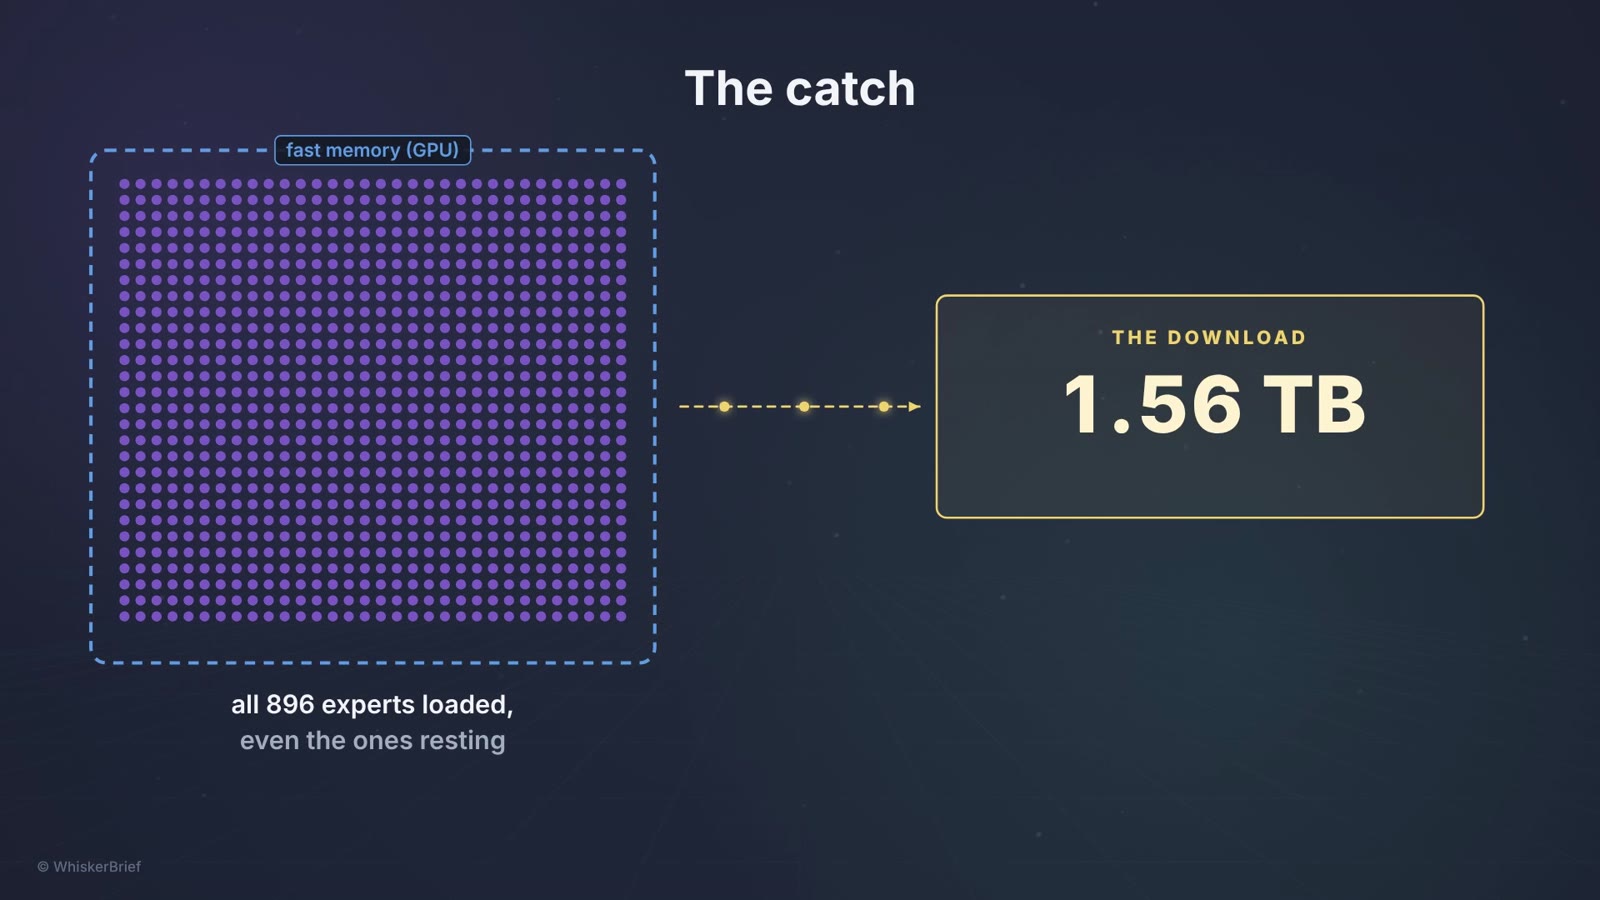 The catch
fast memory (GPU)
THE DOWNLOAD
1.56 TB
all 896 experts loaded,
even the ones resting
© WhiskerBrief